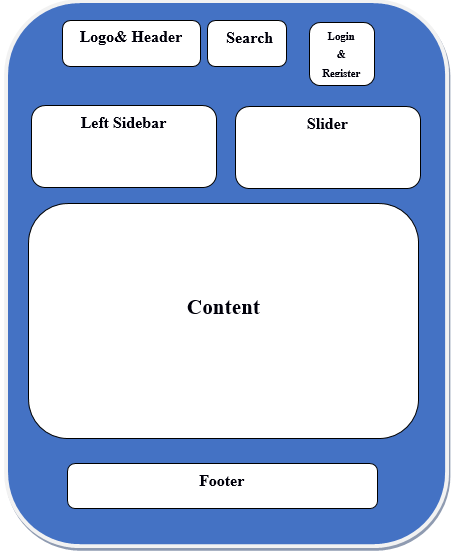 Logo& Header
Search
Login
&
Register
Left Sidebar
Slider
Content
Footer